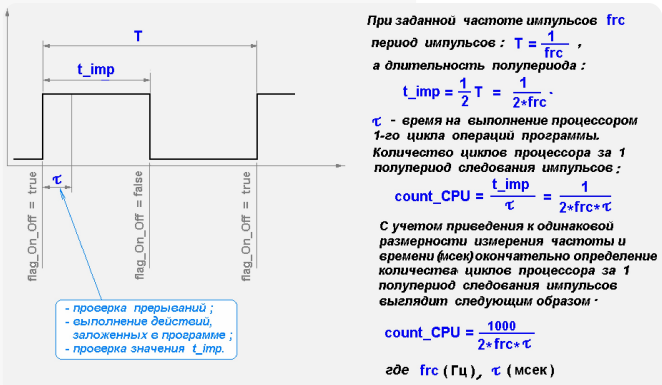 T
t_imp
τ
flag_On_Off = true
flag_On_Off = false
flag_On_Off = true
- проверка прерываний ;
- выполнение действий,
заложенных в программе ;
- проверка значения t_imp.
При заданной частоте импульсов frc
период импульсов : T = 1/frc ,
а длительность полупериода :
t_imp = 1/2 T = 1/2*frc .
τ - время на выполнение процессором
1-го цикла операций программы.
Количество циклов процессора за 1
полупериод следования импульсов ;
count_CPU = t_imp/τ = 1/2*frc*τ
С учетом приведения к одинаковой
размерности измерения частоты и
времени (мсек) окончательно определение
количества циклов процессора за 1
полупериод следования импульсов
выглядит следующим образом -
count_CPU = 1000/2*frc*τ
где frc ( Гц ) , τ ( мсек )